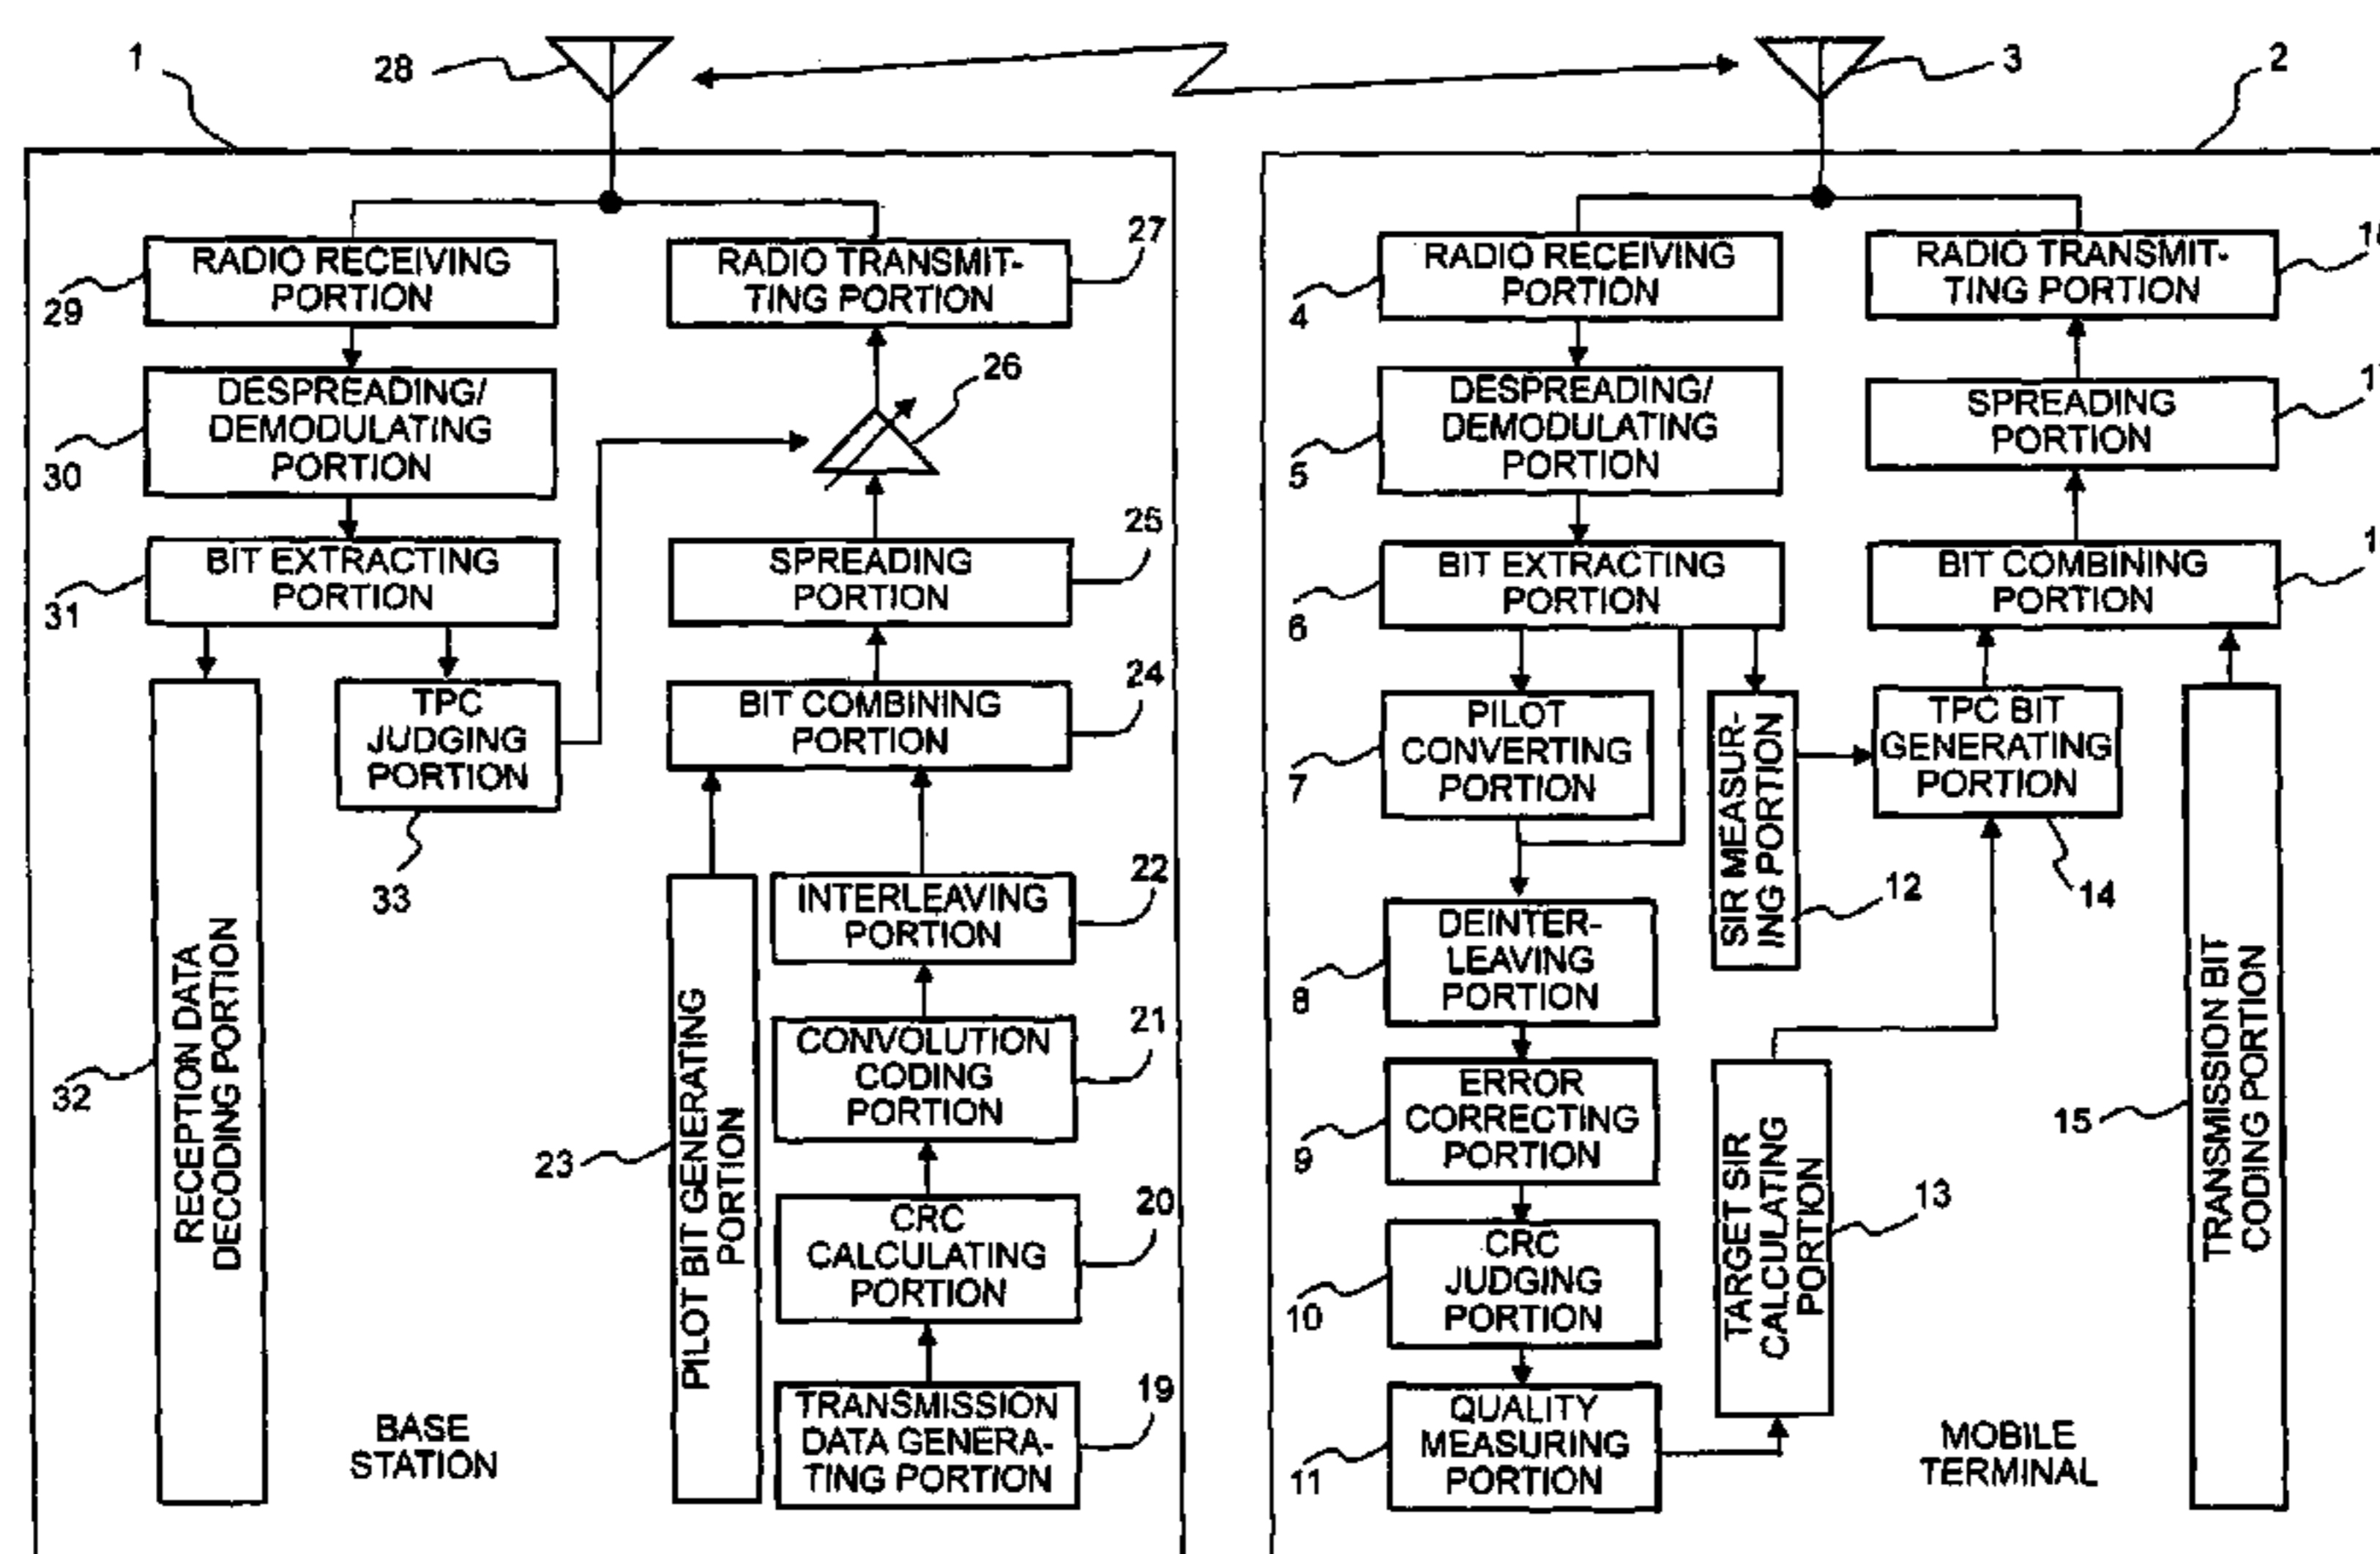 1
28
3
2
RADIO RECEIVING
PORTION
29
RADIO TRANSMIT-
TING PORTION
27
DESPREADING/
DEMODULATING
PORTION
30
26
BIT EXTRACTING
PORTION
31
SPREADING
PORTION
25
TPC
JUDGING
PORTION
33
BIT COMBINING
PORTION
24
RECEPTION DATA
DECODING PORTION
32
PILOT BIT GENERATING
PORTION
23
INTERLEAVING
PORTION
22
CONVOLUTION
CODING
PORTION
21
CRC
CALCULATING
PORTION
20
TRANSMISSION
DATA GENERA-
TING PORTION
19
BASE
STATION
RADIO RECEIVING
PORTION
4
RADIO TRANSMIT-
TING PORTION
DESPREADING/
DEMODULATING
PORTION
5
SPREADING
PORTION
BIT EXTRACTING
PORTION
6
BIT COMBINING
PORTION
PILOT
CONVERTING
PORTION
7
SIR MEASUR-
ING PORTION
12
TPC BIT
GENERATING
PORTION
14
DEINTER-
LEAVING
PORTION
8
ERROR
CORRECTING
PORTION
9
TARGET SIR
CALCULATING
PORTION
13
TRANSMISSION BIT
CODING PORTION
15
CRC
JUDGING
PORTION
10
QUALITY
MEASURING
PORTION
11
MOBILE
TERMINAL